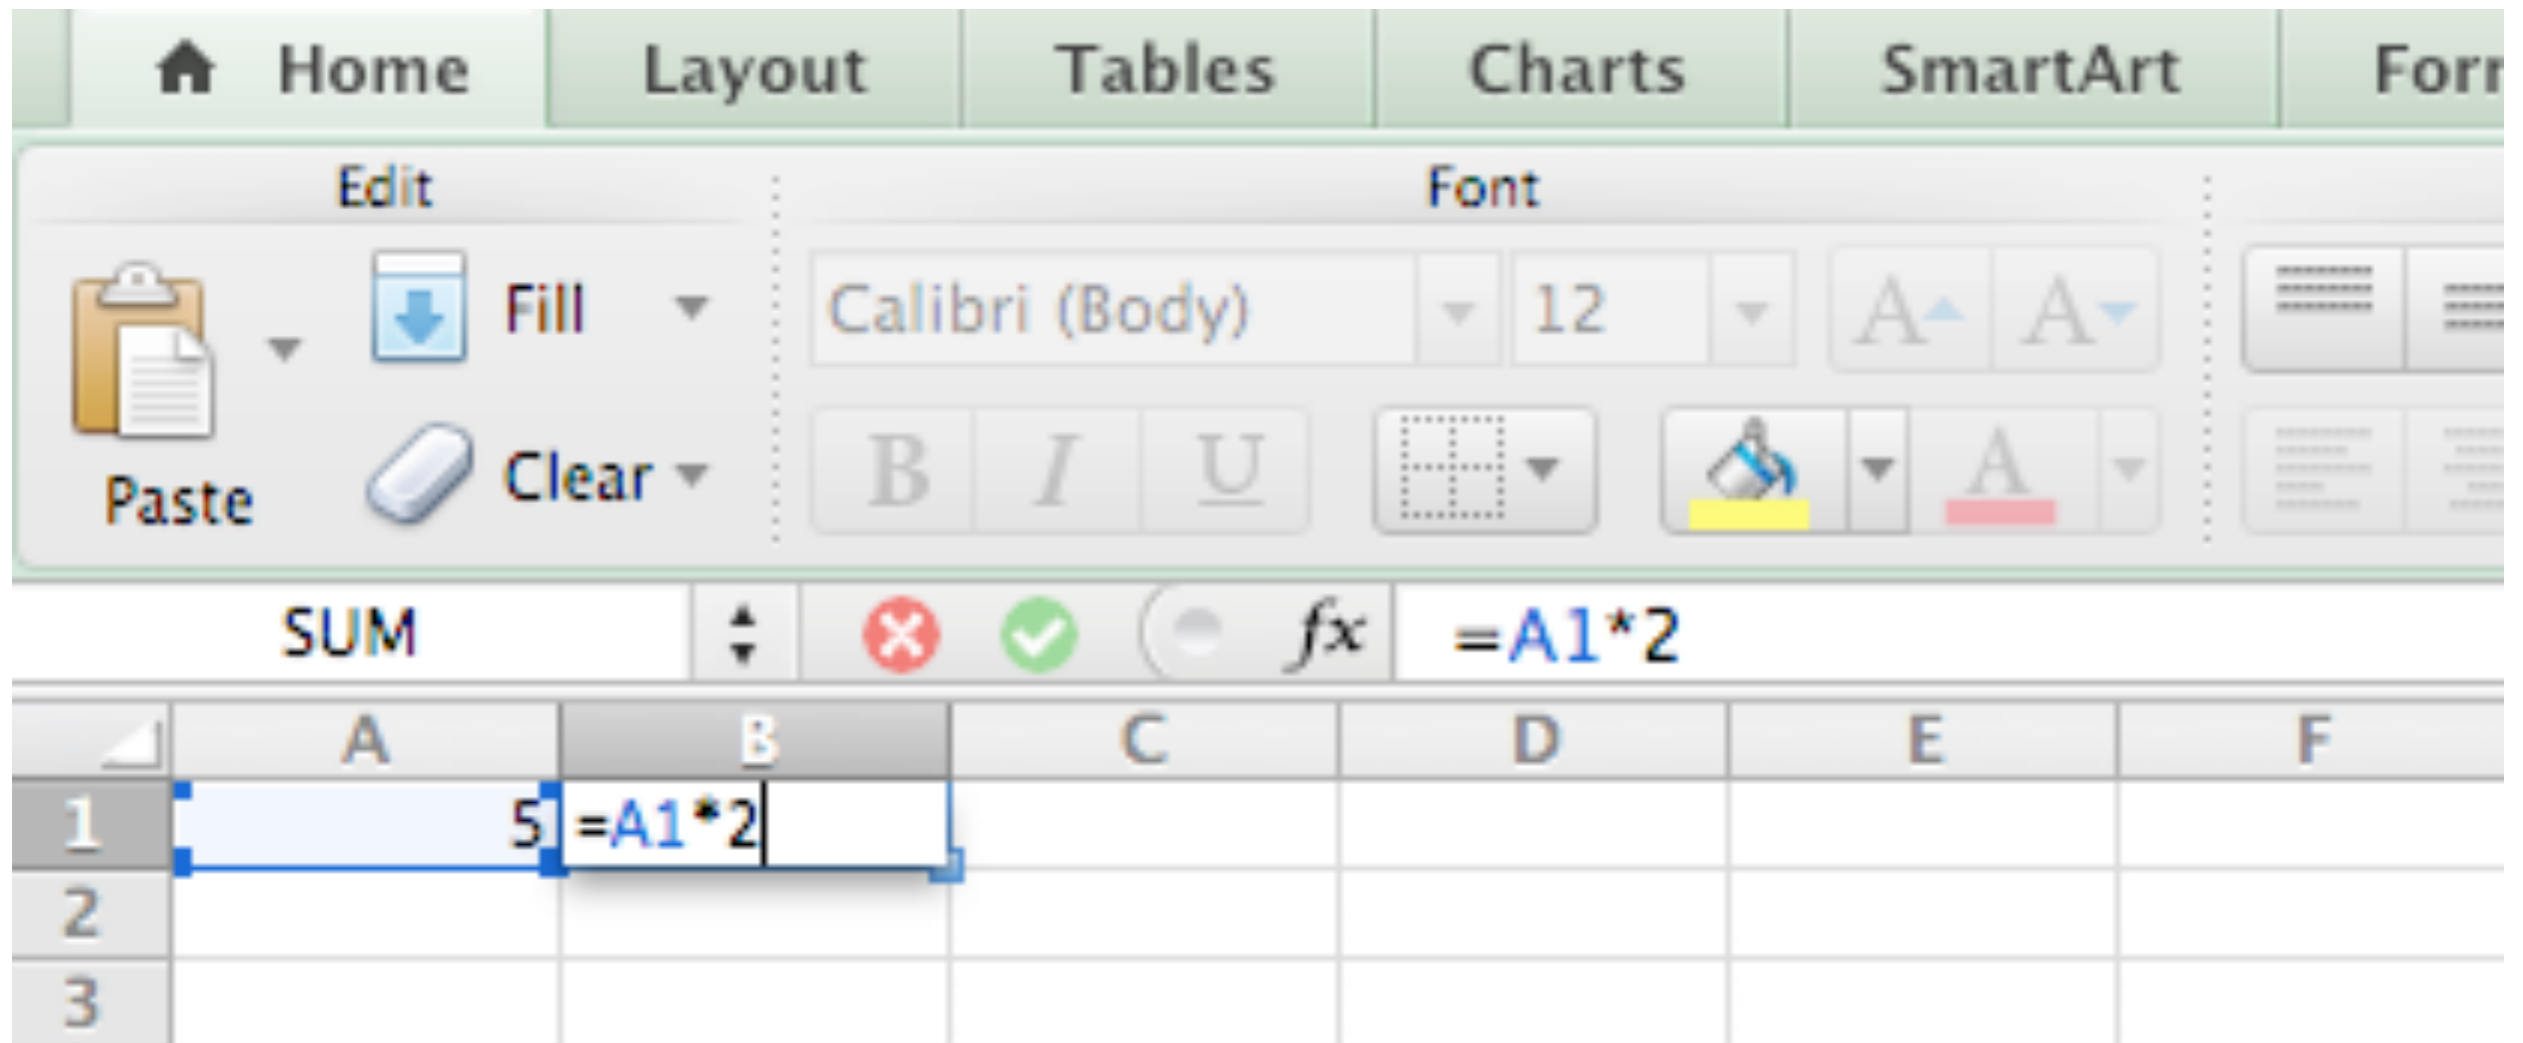 Home Layout Tables Charts SmartArt
Edit Font
Fill Calibri (Body) 12 A A
Paste Clear B I U A
SUM fx =A1*2
A B C D E F
1 5 =A1*2
2
3